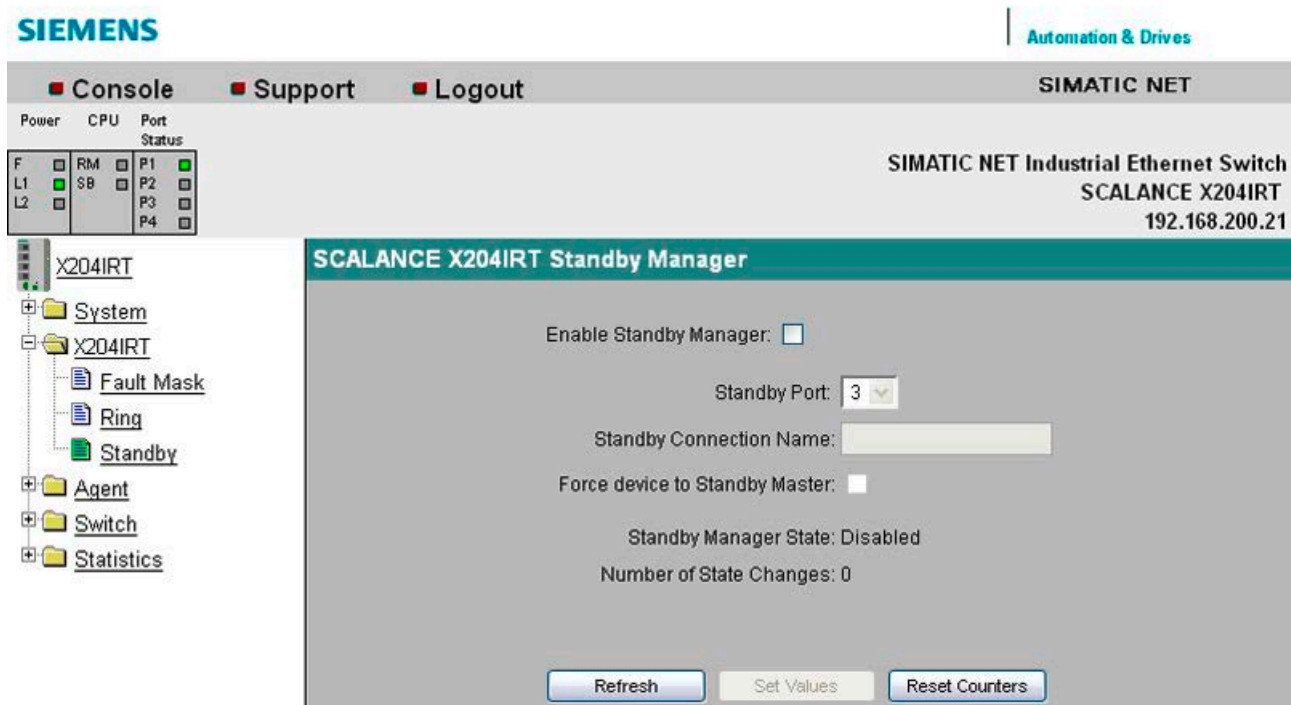 SIEMENS
Automation & Drives
Console Support Logout SIMATIC NET
Power CPU Port Status
F RM P1
L1 SB P2
L2 P3
P4
SIMATIC NET Industrial Ethernet Switch
SCALANCE X204IRT
192.168.200.21
X204IRT
System
X204IRT
Fault Mask
Ring
Standby
Agent
Switch
Statistics
SCALANCE X204IRT Standby Manager
Enable Standby Manager:
Standby Port: 3
Standby Connection Name:
Force device to Standby Master:
Standby Manager State: Disabled
Number of State Changes: 0
Refresh Set Values Reset Counters